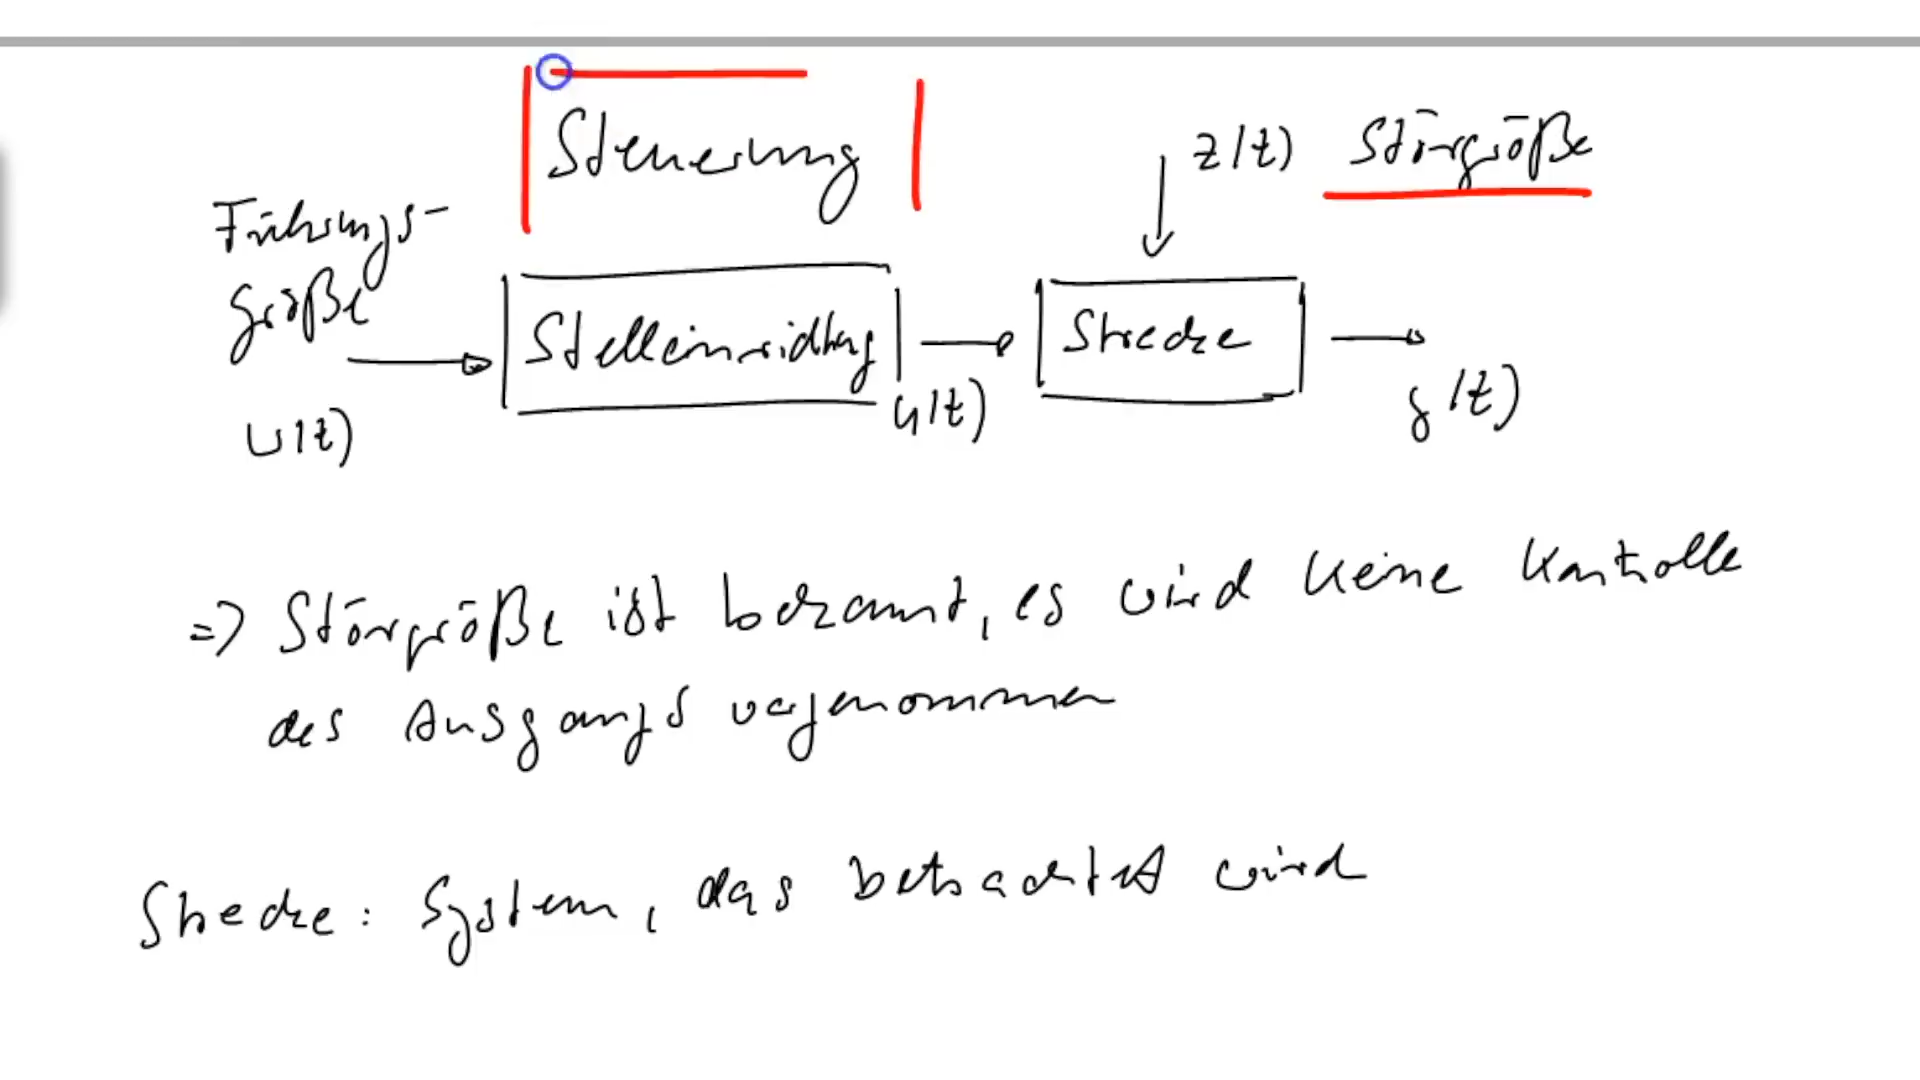 Steuerung
z(t) Störgröße
Führungs-
größe
Stelleinrichtung
Strecke
w(t)
u(t)
y(t)
=> Störgröße ist bekannt, es wird keine Kontrolle
des Ausgangs vorgenommen
Strecke: System, das betrachtet wird